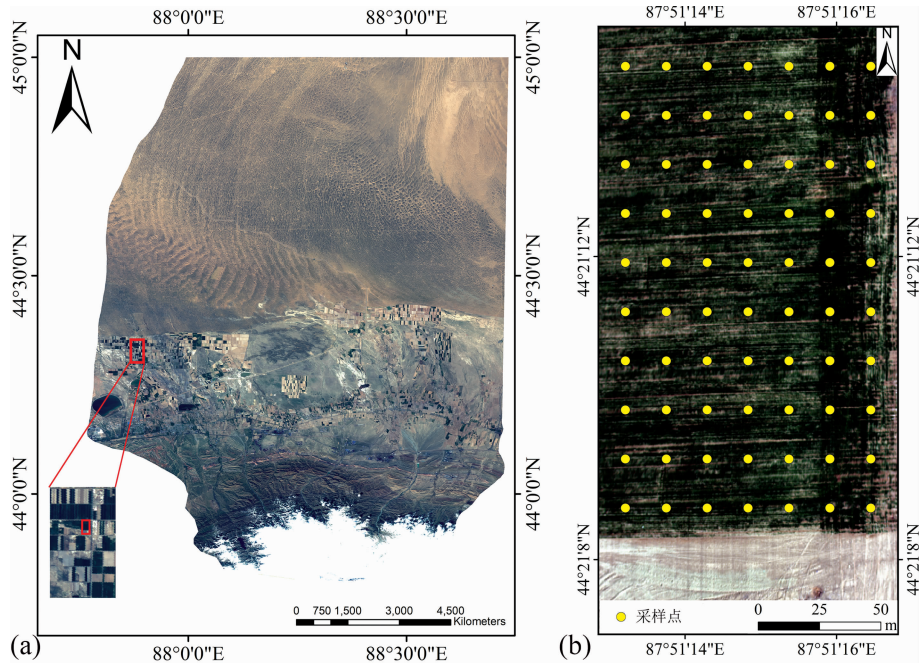 88°0'0"E 88°30'0"E
N
45°0'0"N
45°0'0"N
44°30'0"N
44°30'0"N
44°0'0"N
44°0'0"N
0 750 1,500 3,000 4,500
Kilometers
(a)
88°0'0"E 88°30'0"E
87°51'14"E 87°51'16"E
N
44°21'12"N
44°21'12"N
44°21'8"N
44°21'8"N
采样点
0 25 50
m
(b)
87°51'14"E 87°51'16"E